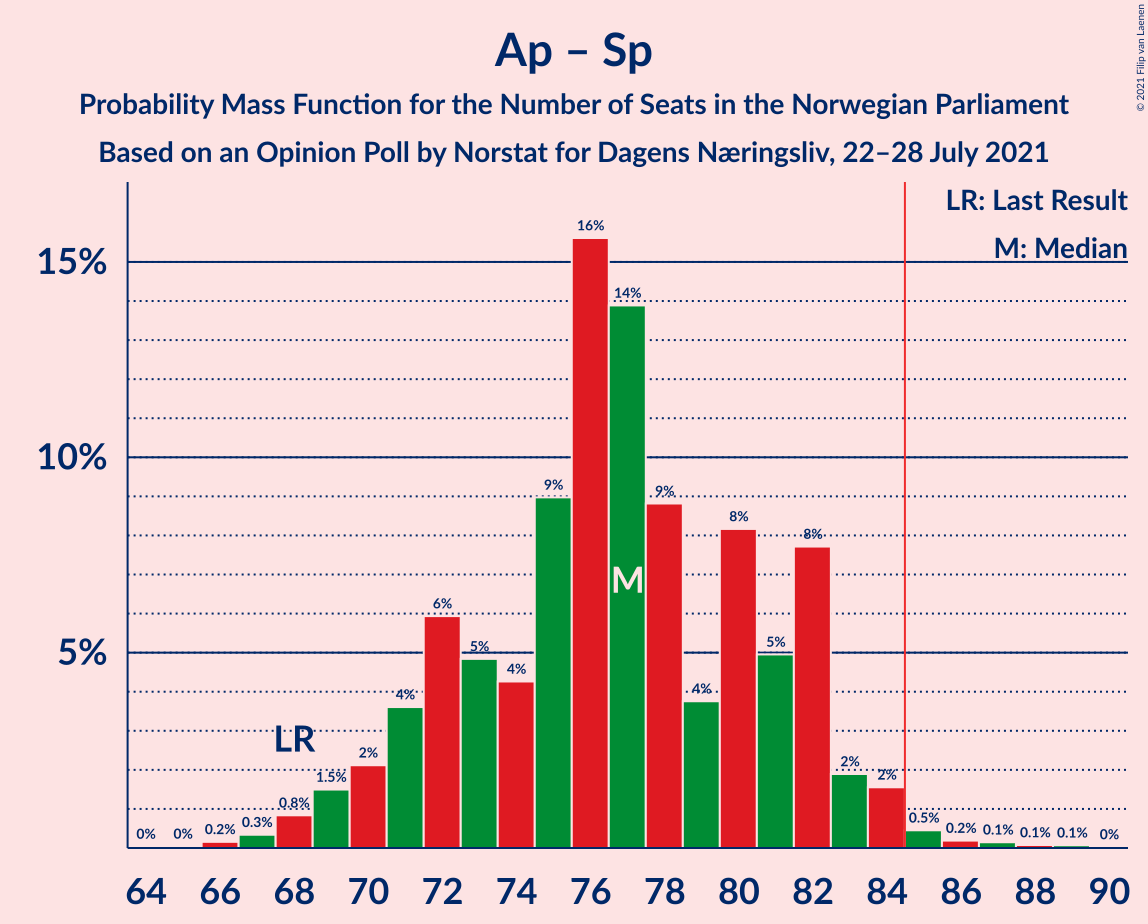 Ap – Sp
Probability Mass Function for the Number of Seats in the Norwegian Parliament
Based on an Opinion Poll by Norstat for Dagens Næringsliv, 22–28 July 2021
© 2021 Filip van Laenen
LR: Last Result
M: Median
15%
10%
5%
0% 0% 0.2% 0.3% 0.8% 1.5% 2% 4% 6% 5% 4% 9% 16% 14% 9% 4% 8% 5% 8% 2% 2% 0.5% 0.2% 0.1% 0.1% 0.1% 0%
LR
M
64 66 68 70 72 74 76 78 80 82 84 86 88 90